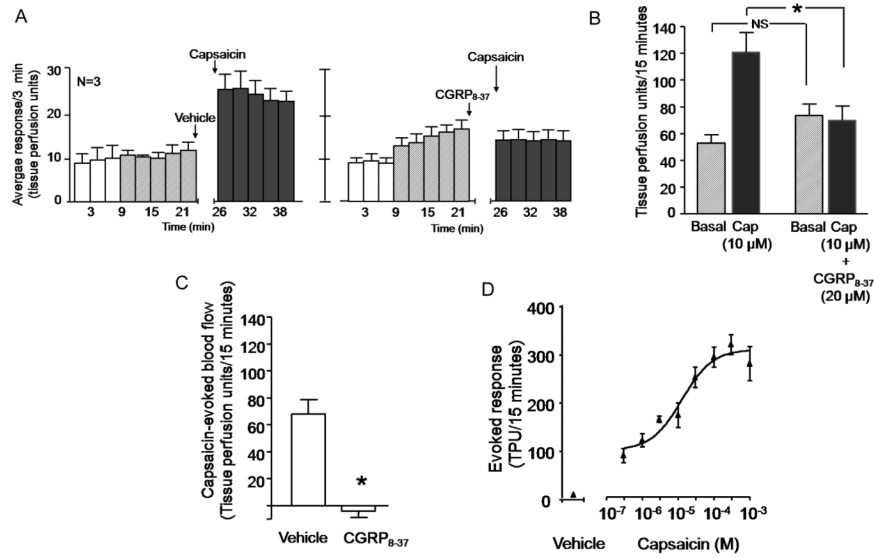 A
Avergae response/3 min
(tissue perfusion units)
30
20
10
0
N=3
Capsaicin
Vehicle
3 9 15 21 26 32 38
Time (min)
Capsaicin
CGRP8-37
3 9 15 21 26 32 38
Time (min)
B
Tissue perfusion units/15 minutes
140
120
100
80
60
40
20
0
NS
*
Basal Cap
(10 µM)
Basal Cap
(10 µM)
+
CGRP8-37
(20 µM)
C
Capsaicin-evoked blood flow
(Tissue perfusion units/15 minutes)
140
120
100
80
60
40
20
*
Vehicle CGRP8-37
D
Evoked response
(TPU/15 minutes)
400
300
200
100
0
10-7 10-6 10-5 10-4 10-3
Vehicle Capsaicin (M)